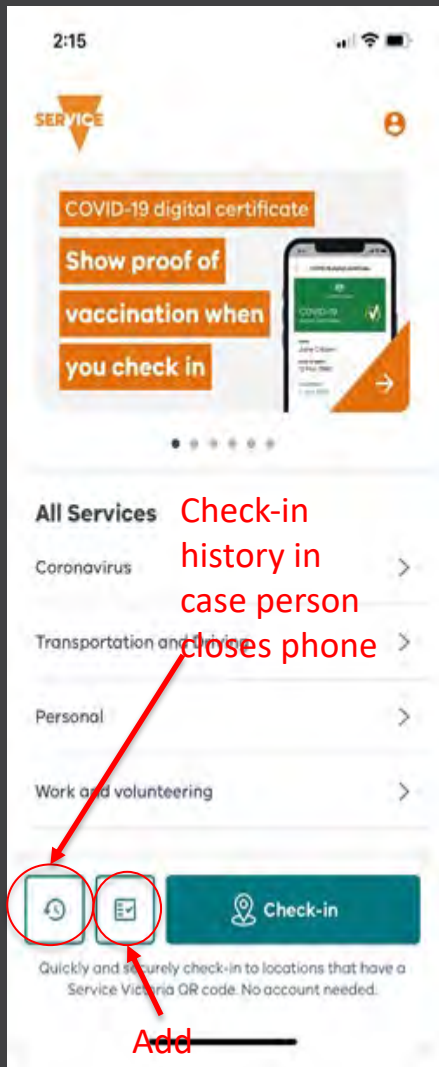 2:15
SERVICE
COVID-19 digital certificate
Show proof of
vaccination when
you check in
COVID-19
All Services
Check-in
history in
case person
closes phone
Coronavirus
Transportation and Driving
Personal
Work and volunteering
Check-in
Quickly and securely check-in to locations that have a
Service Victoria QR code. No account needed.
Add